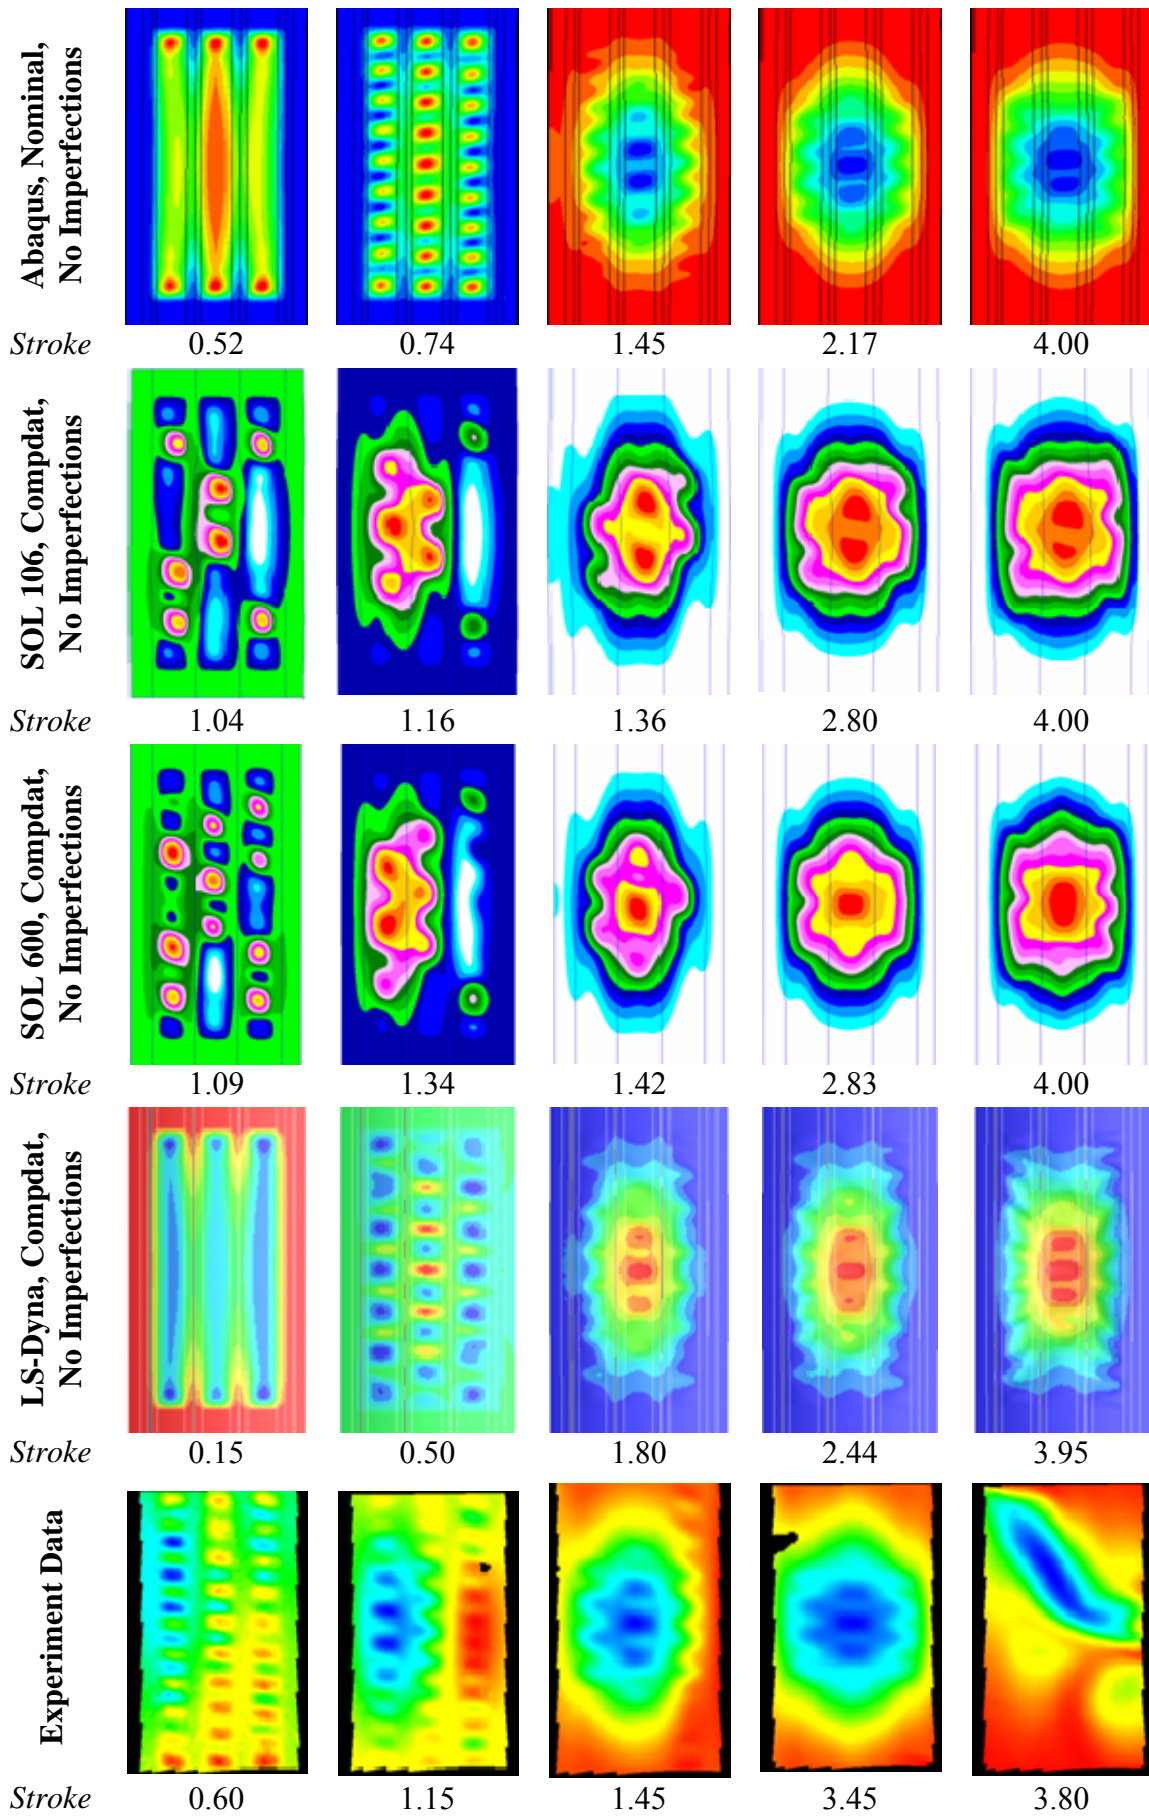 Abaqus, Nominal,
No Imperfections
Stroke 0.52 0.74 1.45 2.17 4.00
SOL 106, Compdat,
No Imperfections
Stroke 1.04 1.16 1.36 2.80 4.00
SOL 600, Compdat,
No Imperfections
Stroke 1.09 1.34 1.42 2.83 4.00
LS-Dyna, Compdat,
No Imperfections
Stroke 0.15 0.50 1.80 2.44 3.95
Experiment Data
Stroke 0.60 1.15 1.45 3.45 3.80